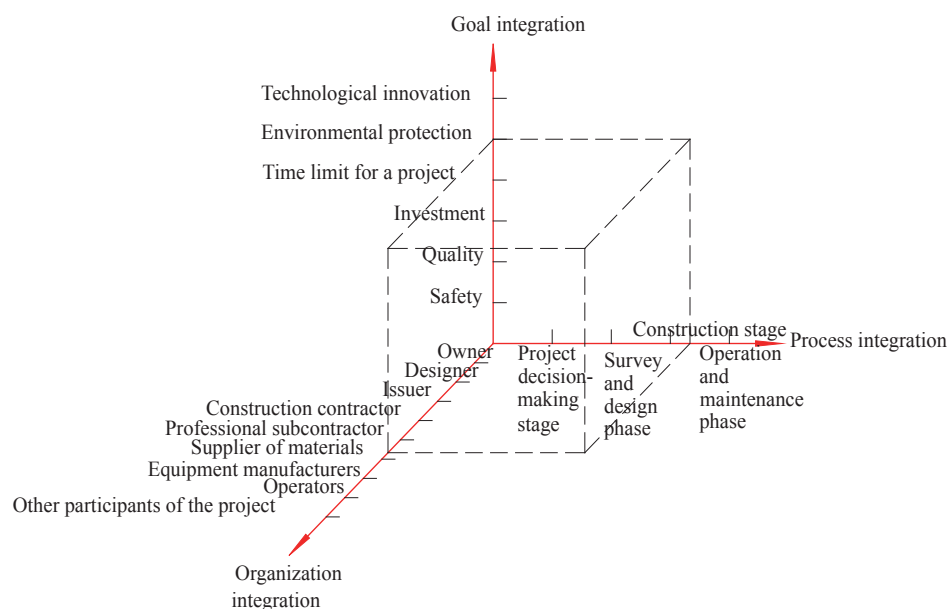 Goal integration
Technological innovation
Environmental protection
Time limit for a project
Investment
Quality
Safety
Construction stage
Process integration
Project
decision-
making
stage
Survey
and
design
phase
Operation
and
maintenance
phase
Owner
Designer
Issuer
Construction contractor
Professional subcontractor
Supplier of materials
Equipment manufacturers
Operators
Other participants of the project
Organization
integration